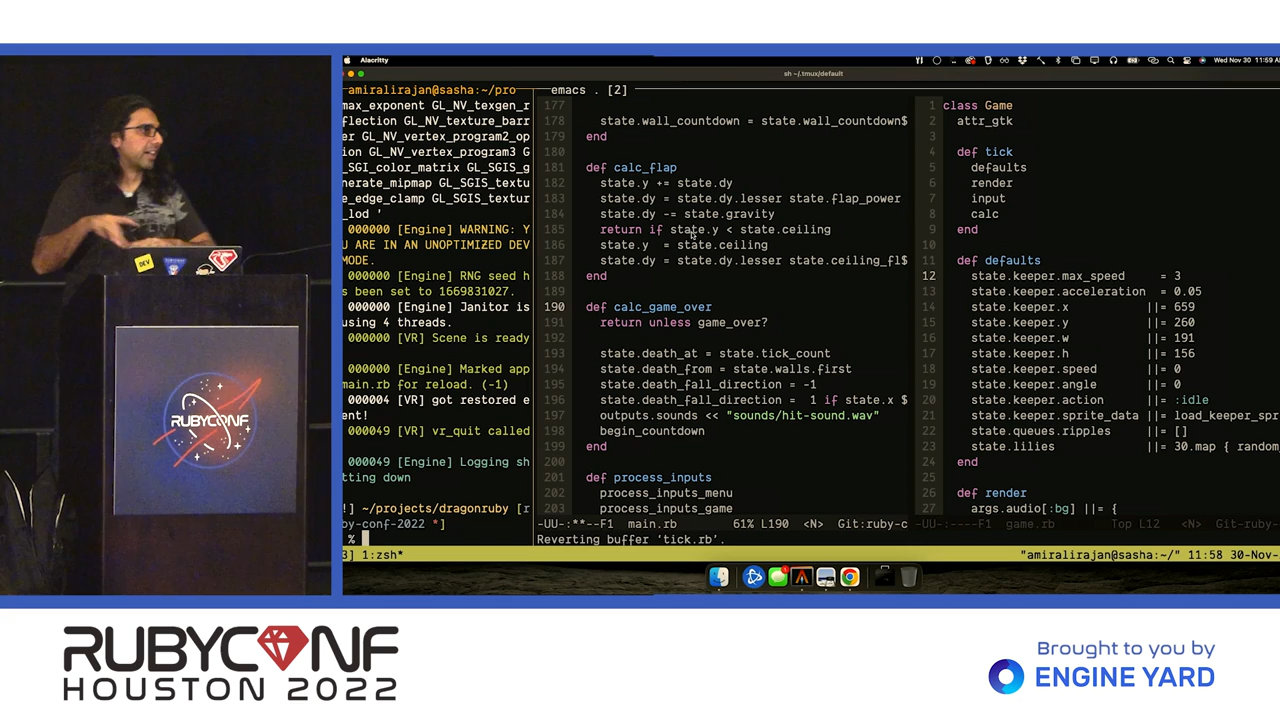 Alacritty
Wed Nov 30 11:59 A
sh ~/.tmux/default
amiralirajan@sasha:~/pro
max_exponent GL_NV_texgen_r
flection GL_NV_texture_barr
er GL_NV_vertex_program2_op
ion GL_NV_vertex_program3 G
_SGI_color_matrix GL_SGIS_g
nerate_mipmap GL_SGIS_textu
e_edge_clamp GL_SGIS_textur
_lod '
000000 [Engine] WARNING: Y
U ARE IN AN UNOPTIMIZED DEV
MODE.
000000 [Engine] RNG seed h
s been set to 1669831027.
000000 [Engine] Janitor is
using 4 threads.
000000 [VR] Scene is ready
000000 [Engine] Marked app
main.rb for reload. (-1)
000004 [VR] got restored e
ent!
000049 [VR] vr_quit called
000049 [Engine] Logging sh
tting down
!] ~/projects/dragonruby [r
by-conf-2022 *]
%
emacs . [2]
177
178 state.wall_countdown = state.wall_countdown$
179 end
180
181 def calc_flap
182 state.y += state.dy
183 state.dy = state.dy.lesser state.flap_power
184 state.dy -= state.gravity
185 return if state.y < state.ceiling
186 state.y  = state.ceiling
187 state.dy = state.dy.lesser state.ceiling_fl$
188 end
189
190 def calc_game_over
191 return unless game_over?
192
193 state.death_at = state.tick_count
194 state.death_from = state.walls.first
195 state.death_fall_direction = -1
196 state.death_fall_direction =  1 if state.x $
197 outputs.sounds << "sounds/hit-sound.wav"
198 begin_countdown
199 end
200
201 def process_inputs
202 process_inputs_menu
203 process_inputs_game
-UU-:**--F1 main.rb 61% L190 <N> Git:ruby-c
Reverting buffer 'tick.rb'.
1 class Game
2 attr_gtk
3
4 def tick
5 defaults
6 render
7 input
8 calc
9 end
10
11 def defaults
12 state.keeper.max_speed = 3
13 state.keeper.acceleration = 0.05
14 state.keeper.x ||= 659
15 state.keeper.y ||= 260
16 state.keeper.w ||= 191
17 state.keeper.h ||= 156
18 state.keeper.speed ||= 0
19 state.keeper.angle ||= 0
20 state.keeper.action ||= :idle
21 state.keeper.sprite_data ||= load_keeper_spr
22 state.queues.ripples ||= []
23 state.lilies ||= 30.map { random_
24 end
25
26 def render
27 args.audio[:bg] ||= {
-UU-:----F1 game.rb Top L12 <N> Git-ruby-
3] 1:zsh*
"amiralirajan@sasha:~/" 11:58 30-Nov-
DEV
RUBYCONF
RUBYCONF
HOUSTON 2022
Brought to you by
ENGINE YARD